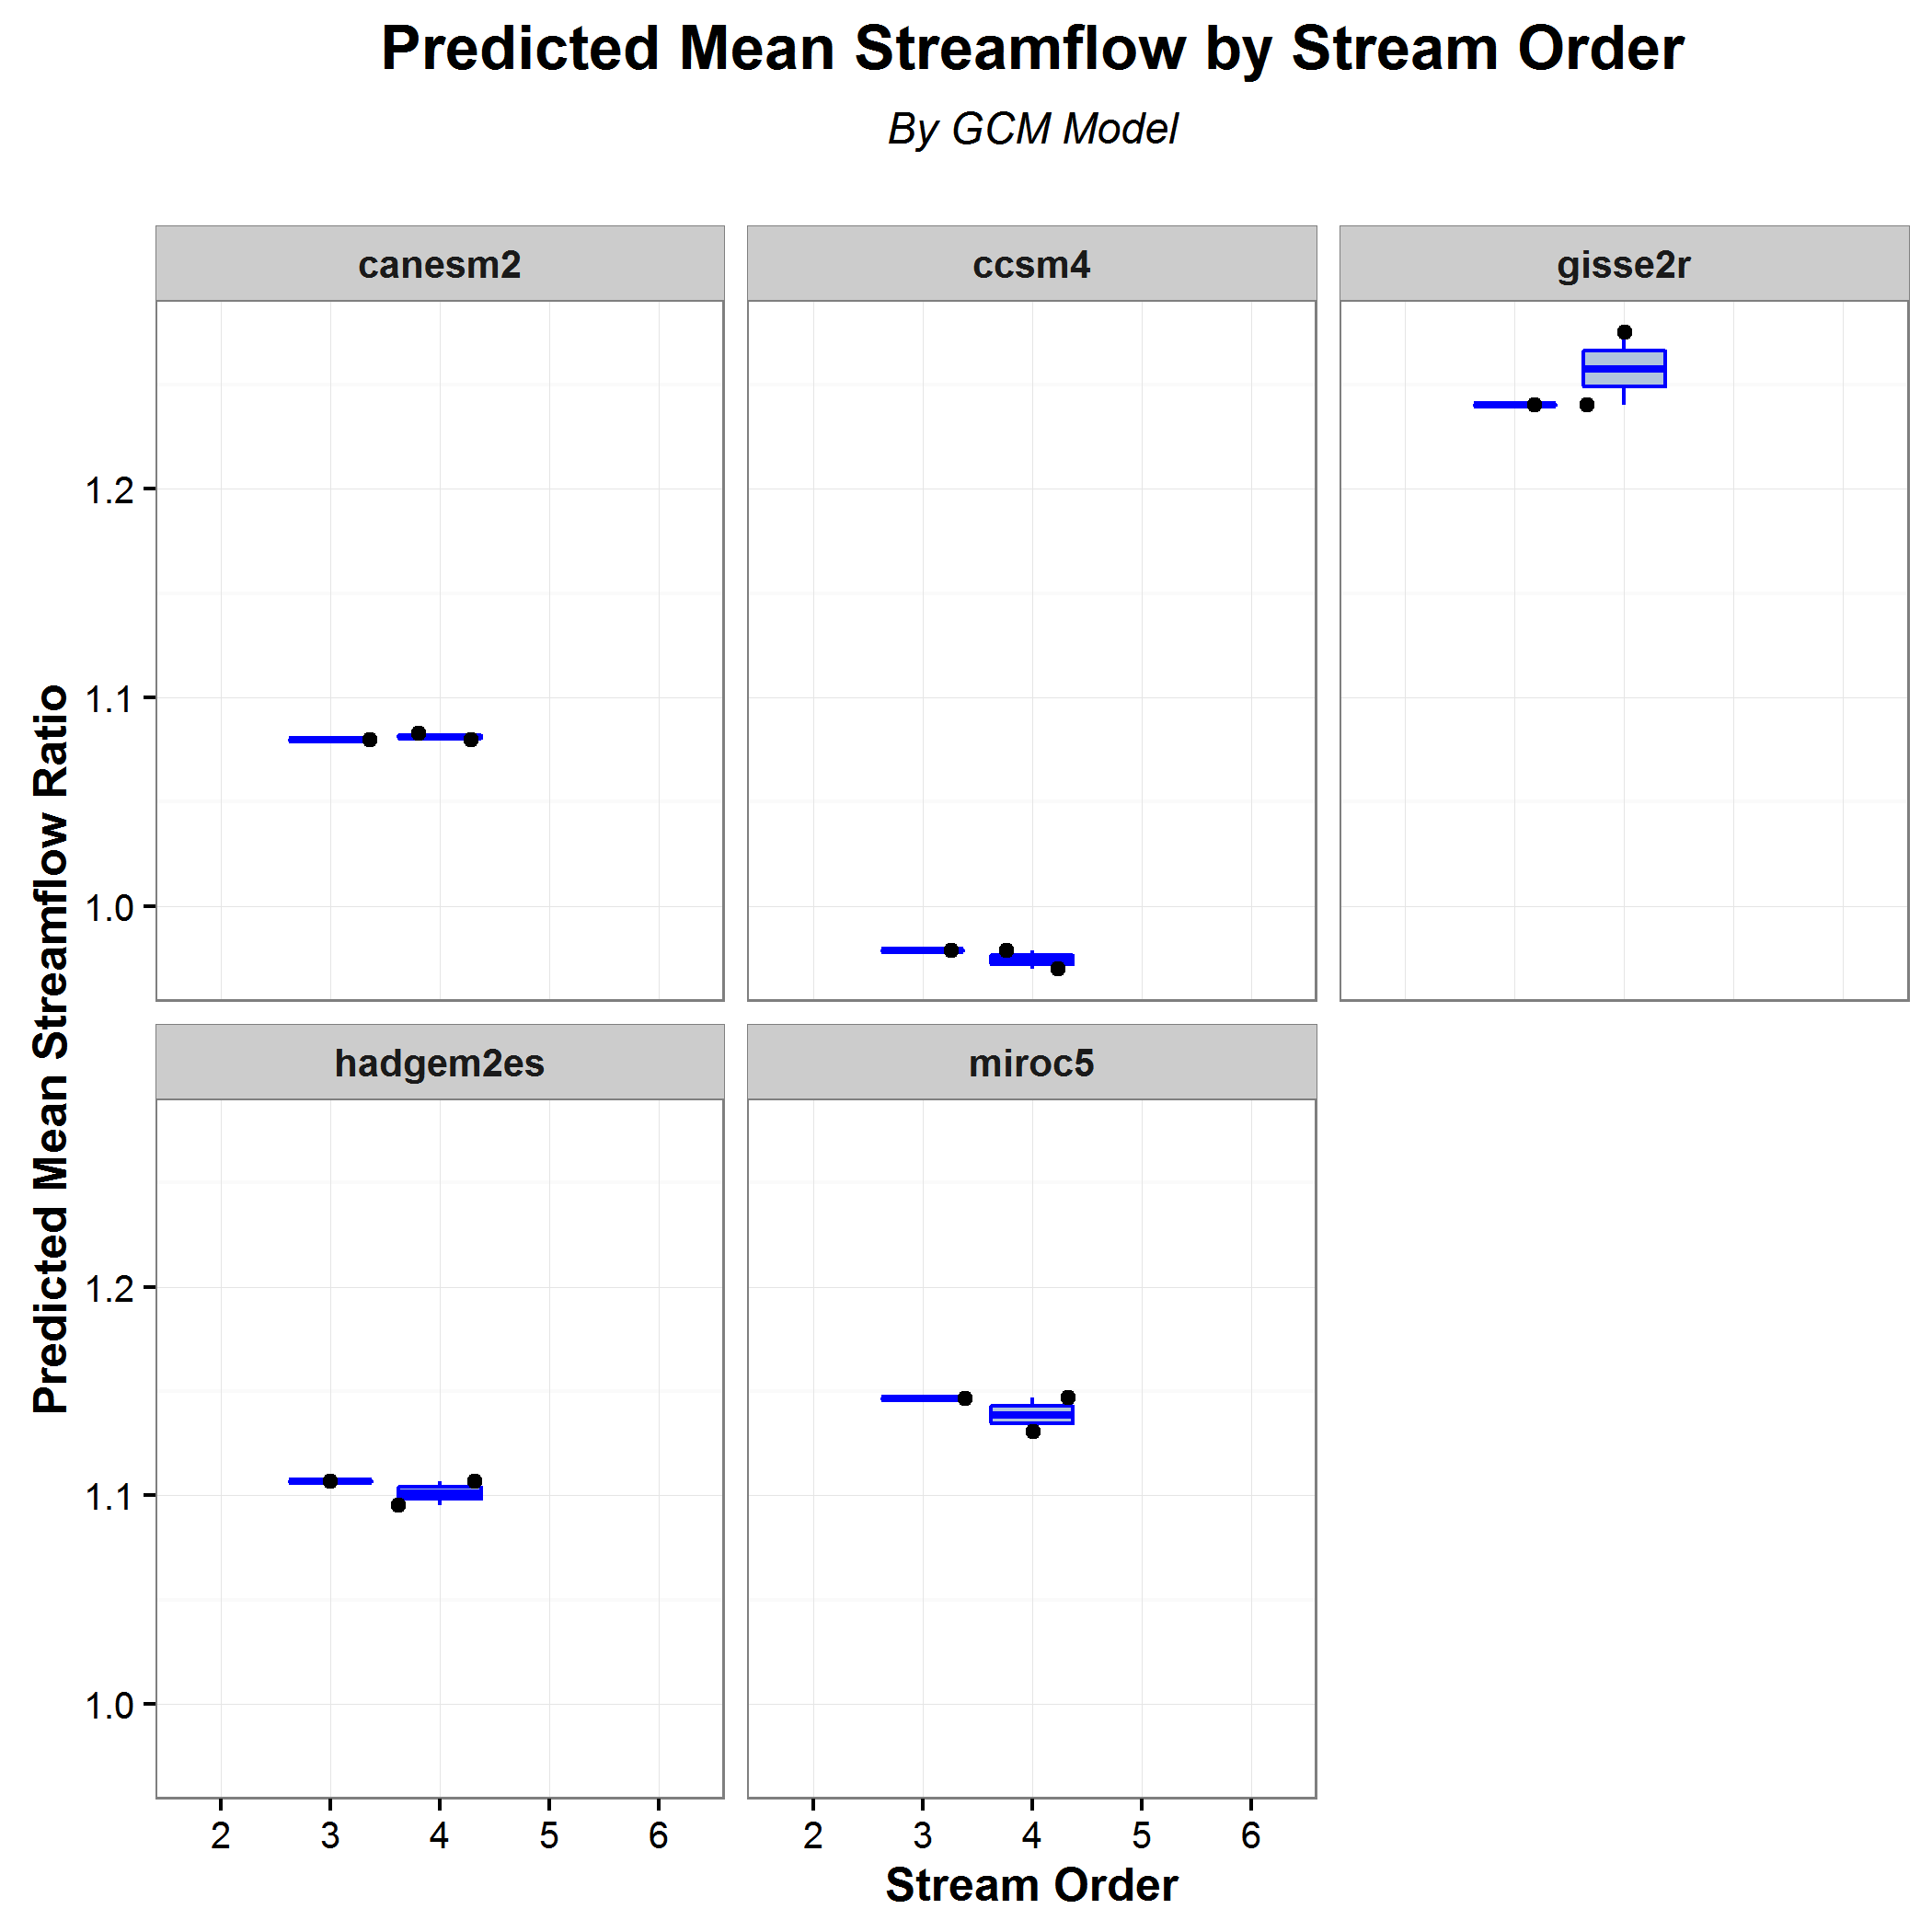 Predicted Mean Streamflow by Stream Order
By GCM Model
canesm2
ccsm4
gisse2r
1.2
1.1
1.0
Predicted Mean Streamflow Ratio
hadgem2es
miroc5
1.2
1.1
1.0
2 3 4 5 6
2 3 4 5 6
Stream Order